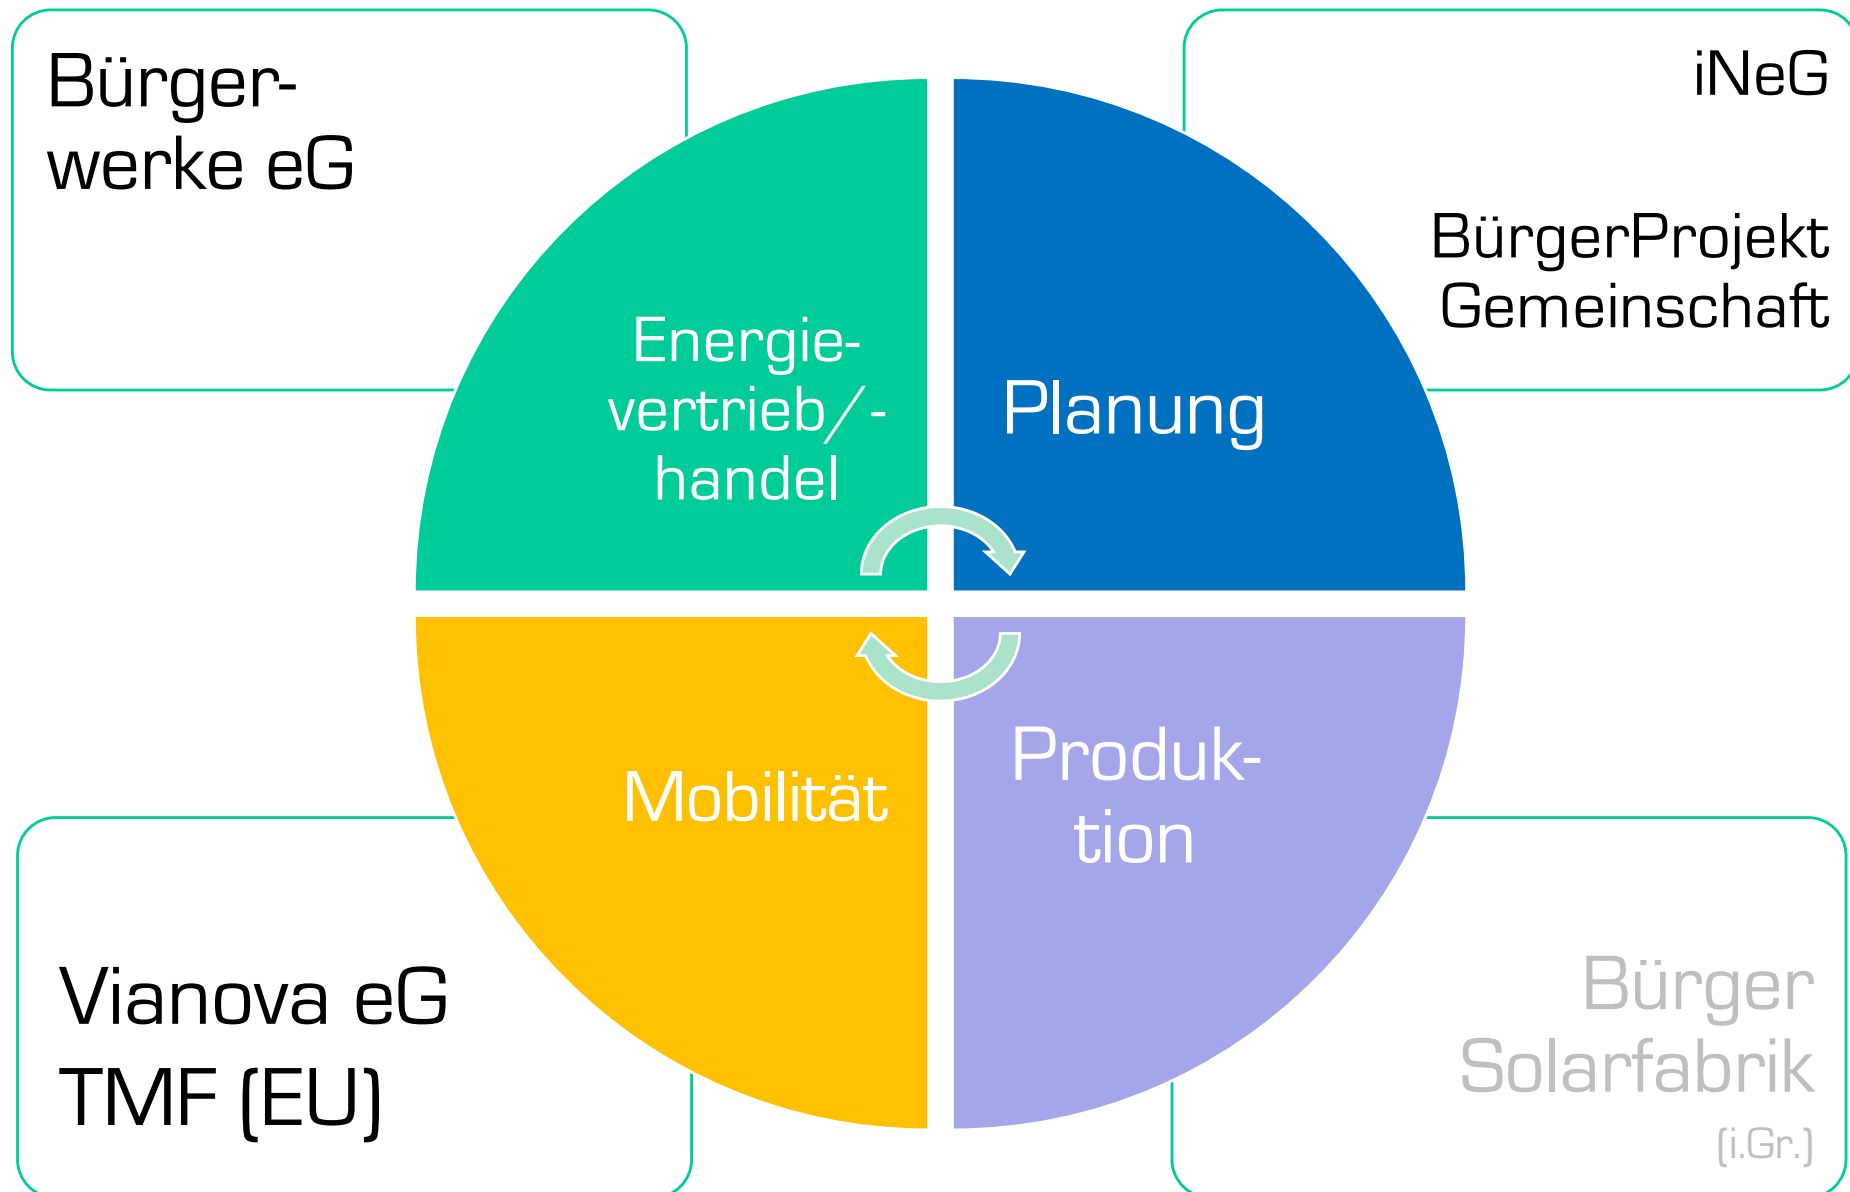 Bürger-
werke eG
iNeG
BürgerProjekt
Gemeinschaft
Energie-
vertrieb/-
handel
Planung
Mobilität
Produk-
tion
Vianova eG
TMF (EU)
Bürger
Solarfabrik
(i.Gr.)